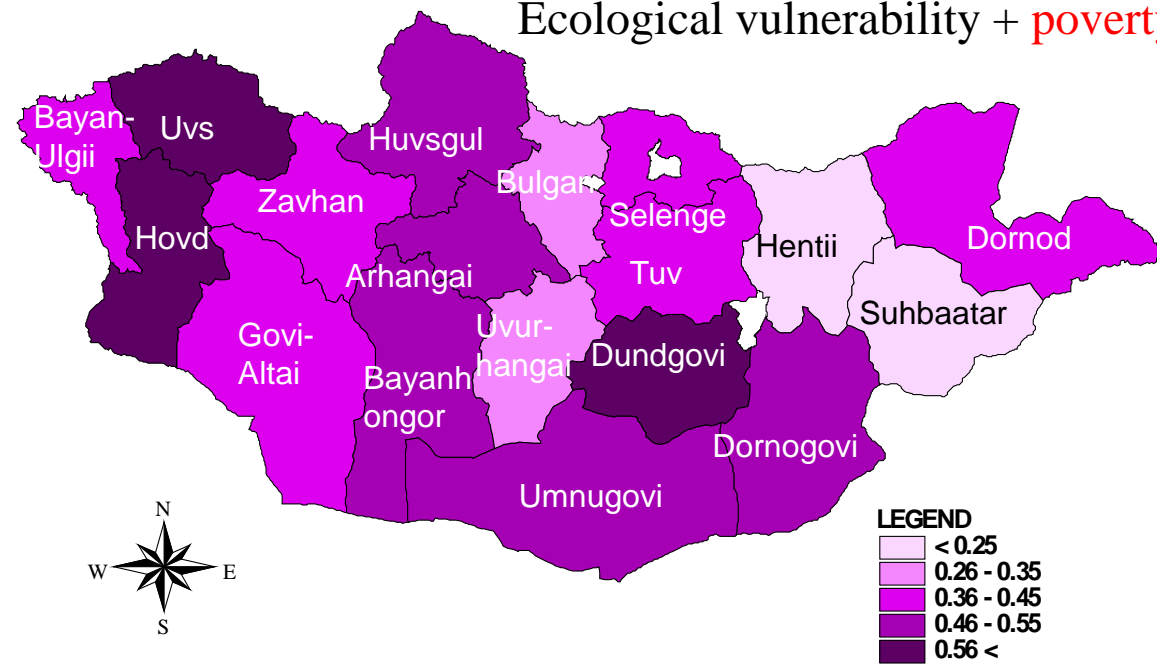 Ecological vulnerability + poverty
Bayan-
Ulgii
Uvs
Huvsgul
Bulgan
Zavhan
Selenge
Hovd
Hentii
Dornod
Arhangai
Tuv
Suhbaatar
Govi-
Altai
Uvur-
hangai
Dundgovi
Bayanh
ongor
Dornogovi
Umnugovi
N
W
E
S
LEGEND
< 0.25
0.26 - 0.35
0.36 - 0.45
0.46 - 0.55
0.56 <